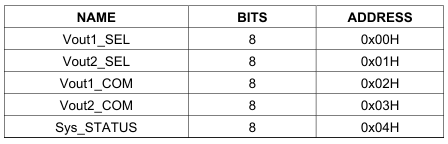 NAME BITS ADDRESS
Vout1_SEL 8 0x00H
Vout2_SEL 8 0x01H
Vout1_COM 8 0x02H
Vout2_COM 8 0x03H
Sys_STATUS 8 0x04H